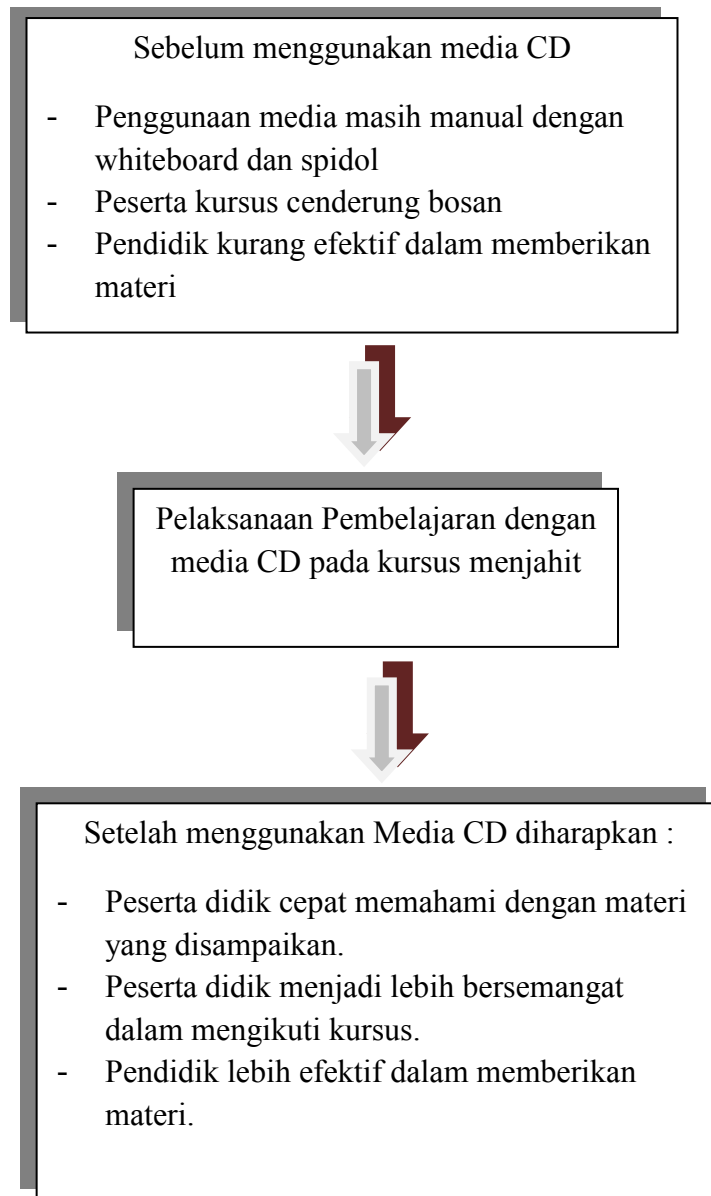 Sebelum menggunakan media CD
- Penggunaan media masih manual dengan
whiteboard dan spidol
- Peserta kursus cenderung bosan
- Pendidik kurang efektif dalam memberikan
materi
Pelaksanaan Pembelajaran dengan
media CD pada kursus menjahit
Setelah menggunakan Media CD diharapkan :
- Peserta didik cepat memahami dengan materi
yang disampaikan.
- Peserta didik menjadi lebih bersemangat
dalam mengikuti kursus.
- Pendidik lebih efektif dalam memberikan
materi.